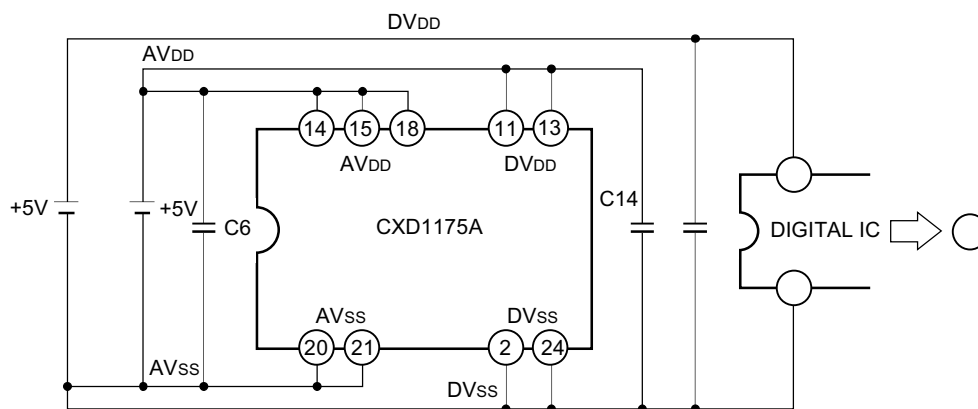 DVDD
AVDD
14 15 18 11 13
AVDD DVDD
+5V +5V C6 CXD1175A C14 DIGITAL IC
AVSS DVSS
20 21 2 24
AVSS DVSS